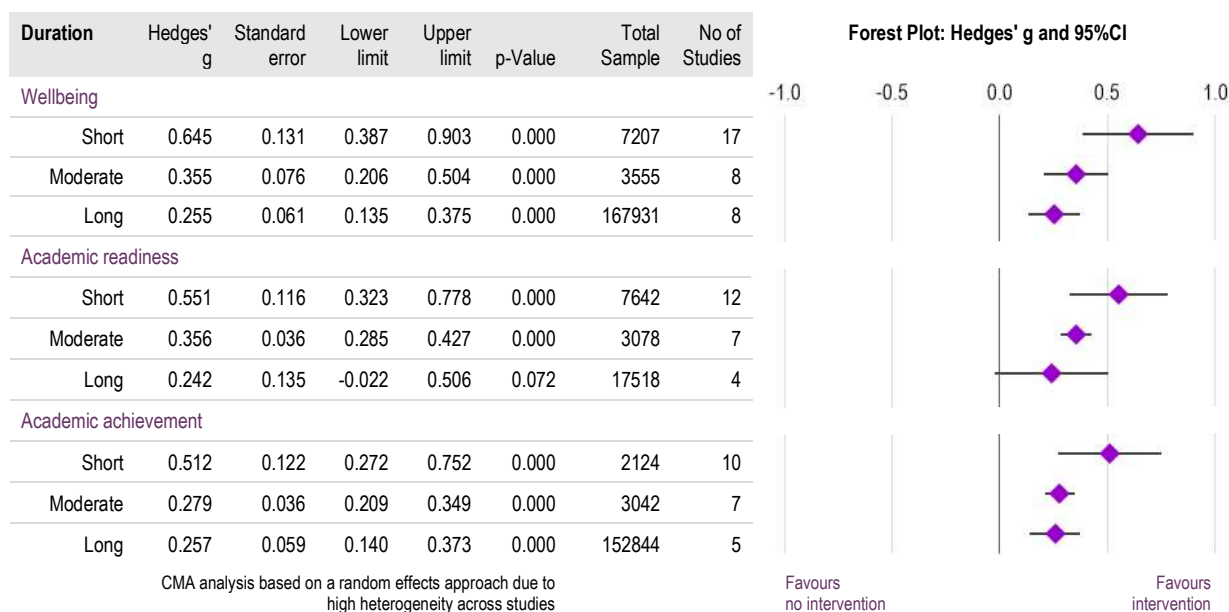 Duration Hedges' g Standard error Lower limit Upper limit p-Value Total Sample No of Studies Forest Plot: Hedges' g and 95%CI
Wellbeing -1.0 -0.5 0.0 0.5 1.0
Short 0.645 0.131 0.387 0.903 0.000 7207 17
Moderate 0.355 0.076 0.206 0.504 0.000 3555 8
Long 0.255 0.061 0.135 0.375 0.000 167931 8
Academic readiness
Short 0.551 0.116 0.323 0.778 0.000 7642 12
Moderate 0.356 0.036 0.285 0.427 0.000 3078 7
Long 0.242 0.135 -0.022 0.506 0.072 17518 4
Academic achievement
Short 0.512 0.122 0.272 0.752 0.000 2124 10
Moderate 0.279 0.036 0.209 0.349 0.000 3042 7
Long 0.257 0.059 0.140 0.373 0.000 152844 5
CMA analysis based on a random effects approach due to
high heterogeneity across studies
Favours
no intervention
Favours
intervention